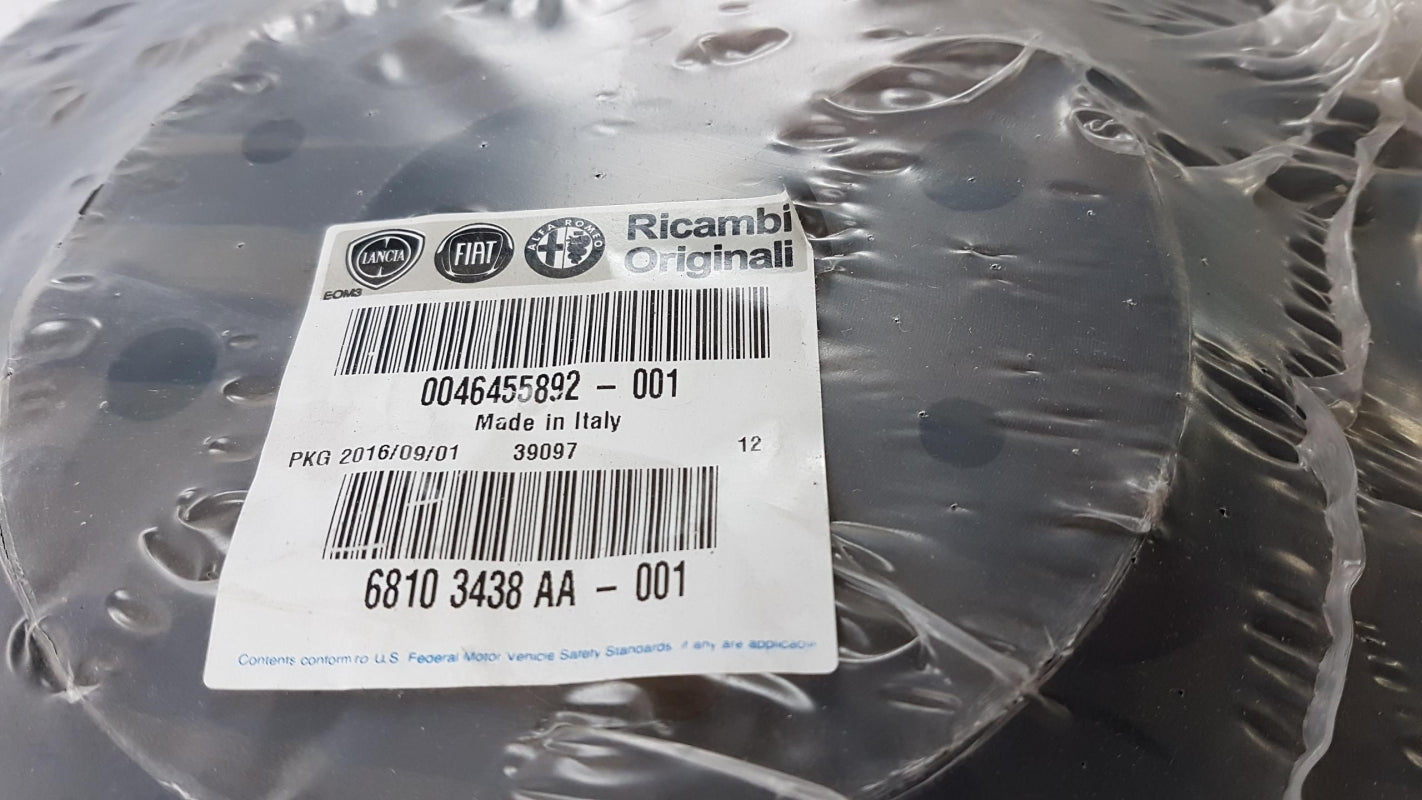 LANCIA
FIAT
ALFA ROMEO
Ricambi
Originali
EOM3
0046455892 - 001
Made in Italy
PKG 2016/09/01 39097 12
6810 3438 AA - 001
Contents conform to U.S. Federal Motor Vehicle Safety Standards, if any are applicable